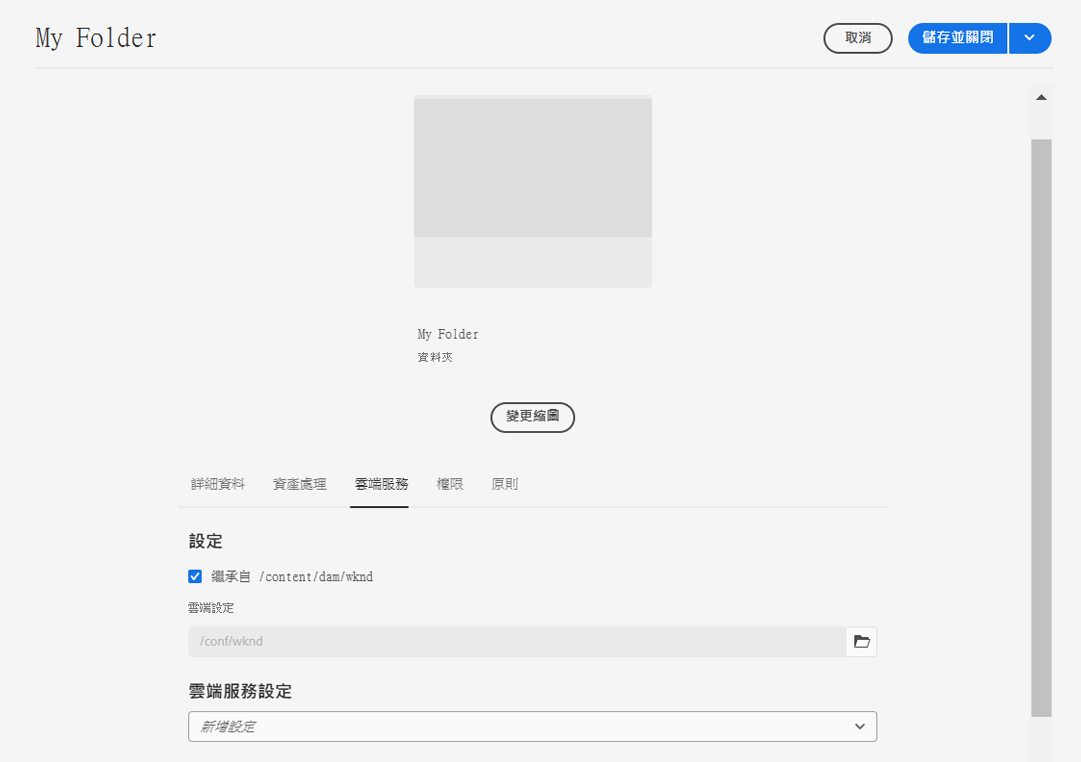 My Folder
取消
儲存並關閉
My Folder
資料夾
變更縮圖
詳細資料 資產處理 雲端服務 權限 原則
設定
繼承自 /content/dam/wknd
雲端設定
/conf/wknd
雲端服務設定
新增設定